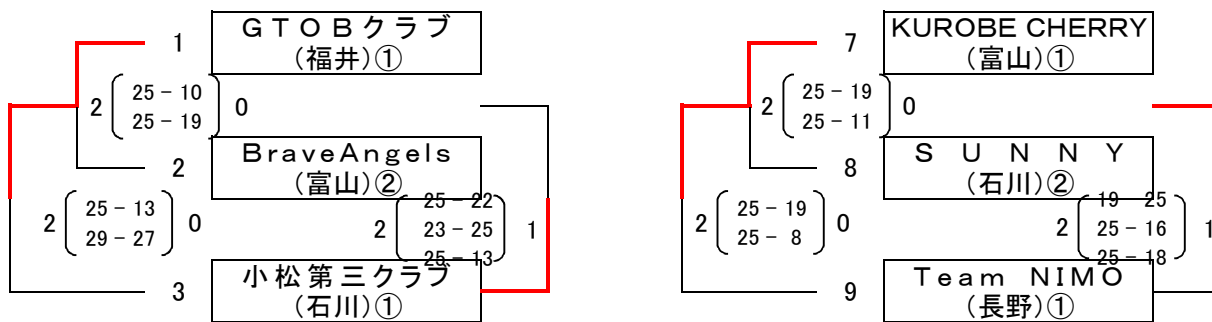 1 GTOBクラブ
(福井)①
2 25 − 10 0
25 − 19
2 BraveAngels
(富山)②
2 25 − 13 0
29 − 27
2 25 − 22 1
23 − 25
25 − 13
3 小松第三クラブ
(石川)①
7 KUROBE CHERRY
(富山)①
2 25 − 19 0
25 − 11
8 SUNNY
(石川)②
2 25 − 19 0
25 − 8
2 19 25 1
25 − 16
25 − 18
9 Team NIMO
(長野)①